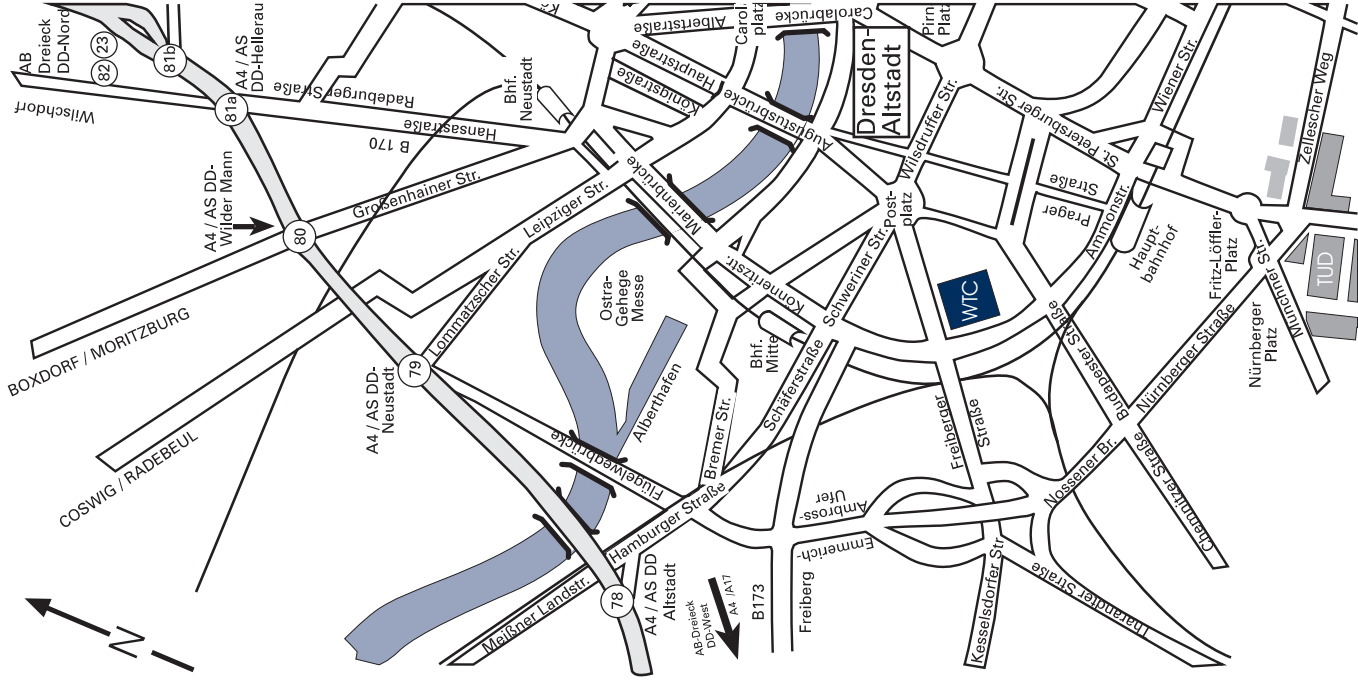 AB
Dreieck
DD-Nord
82
23
81b
A4 / AS
DD-Hellerau
81a
Wilschdorf
Radeburger Straße
Hansastraße
B 170
Bhf.
Neustadt
Königstraße
Hauptstraße
Albertstraße
Carolabrücke
Augustusbrücke
Dresden-
Altstadt
Wilsdruffer Str.
St. Petersburger Str.
Wiener Str.
Zellescher Weg
A4 / AS DD-
Wilder Mann
80
Großenhainer Str.
Leipziger Str.
Marienbrücke
Post-
platz
Prager
Straße
Ammonstr.
Haupt-
bahnhof
Fritz-Löffler-
Platz
Münchner Str.
TUD
BOXDORF / MORITZBURG
Lommatzscher Str.
Ostra-
Gehege
Messe
Könneritzstr.
Schweriner Str.
WTC
Budapester Straße
Nürnberger Straße
Nürnberger
Platz
79
A4 / AS DD-
Neustadt
Bhf.
Mitte
Schäferstraße
Alberthafen
Bremer Str.
Freiberger
Straße
COSWIG / RADEBEUL
Flügelwegbrücke
Hamburger Straße
Emmerich-
Ambross-
Ufer
Nossener Br.
Chemnitzer Straße
Meißner Landstr.
78
A4 / AS DD
Altstadt
AB-Dreieck
DD-West
A4 /A17
B173
Freiberg
Kesselsdorfer Str
Tharandter Straße
N